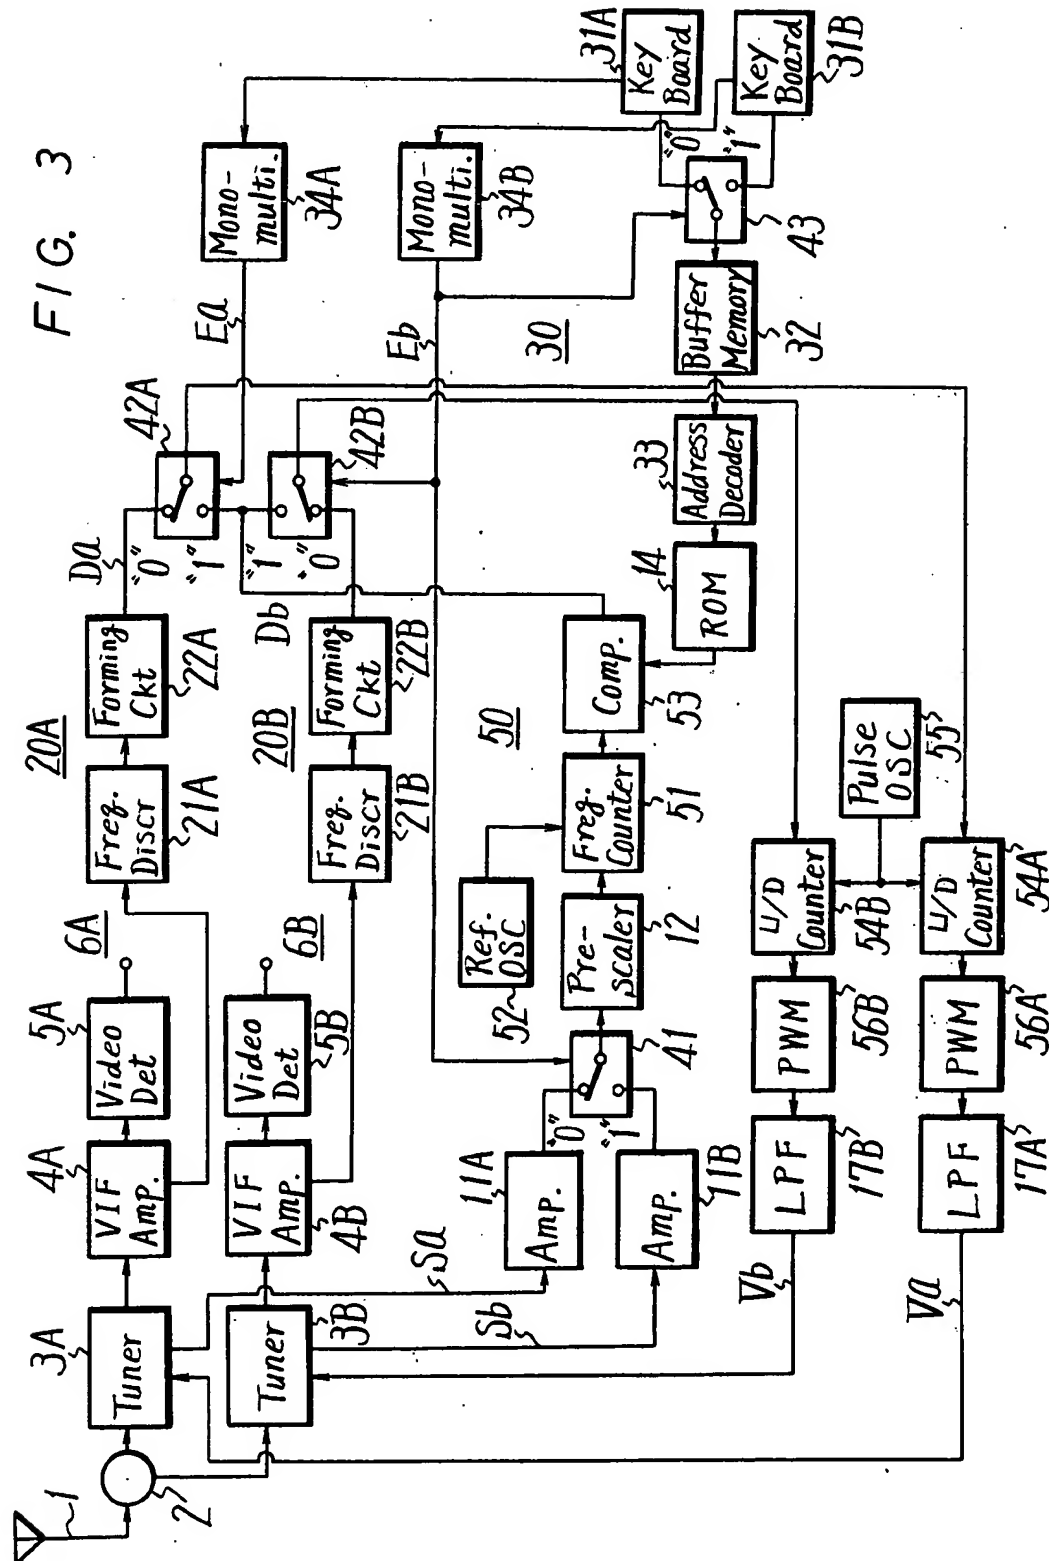 FIG. 3
1
2
3A
Tuner
4A
VIF
Amp.
5A
Video
Det
6A
20A
Freq.
Discr
21A
Forming
Ckt
22A
Da
"0"
"1"
42A
Ea
Mono-
multi.
34A
3B
Tuner
VIF
Amp.
4B
Video
Det
5B
6B
20B
Freq.
Discr
21B
Forming
Ckt
22B
Db
"1"
"0"
42B
Eb
Mono-
multi.
34B
31A
Key
Board
Key
Board
31B
"0"
"1"
43
30
Buffer
Memory
32
33
Address
Decoder
14
ROM
Sa
Sb
11A
Amp.
Amp.
11B
"0"
"1"
41
Ref.
OSC
52
Pre-
scaler
12
50
Freq.
Counter
51
Comp.
53
Vb
LPF
17B
PWM
56B
U/D
Counter
54B
Pulse
OSC
55
Va
LPF
17A
PWM
56A
U/D
Counter
54A